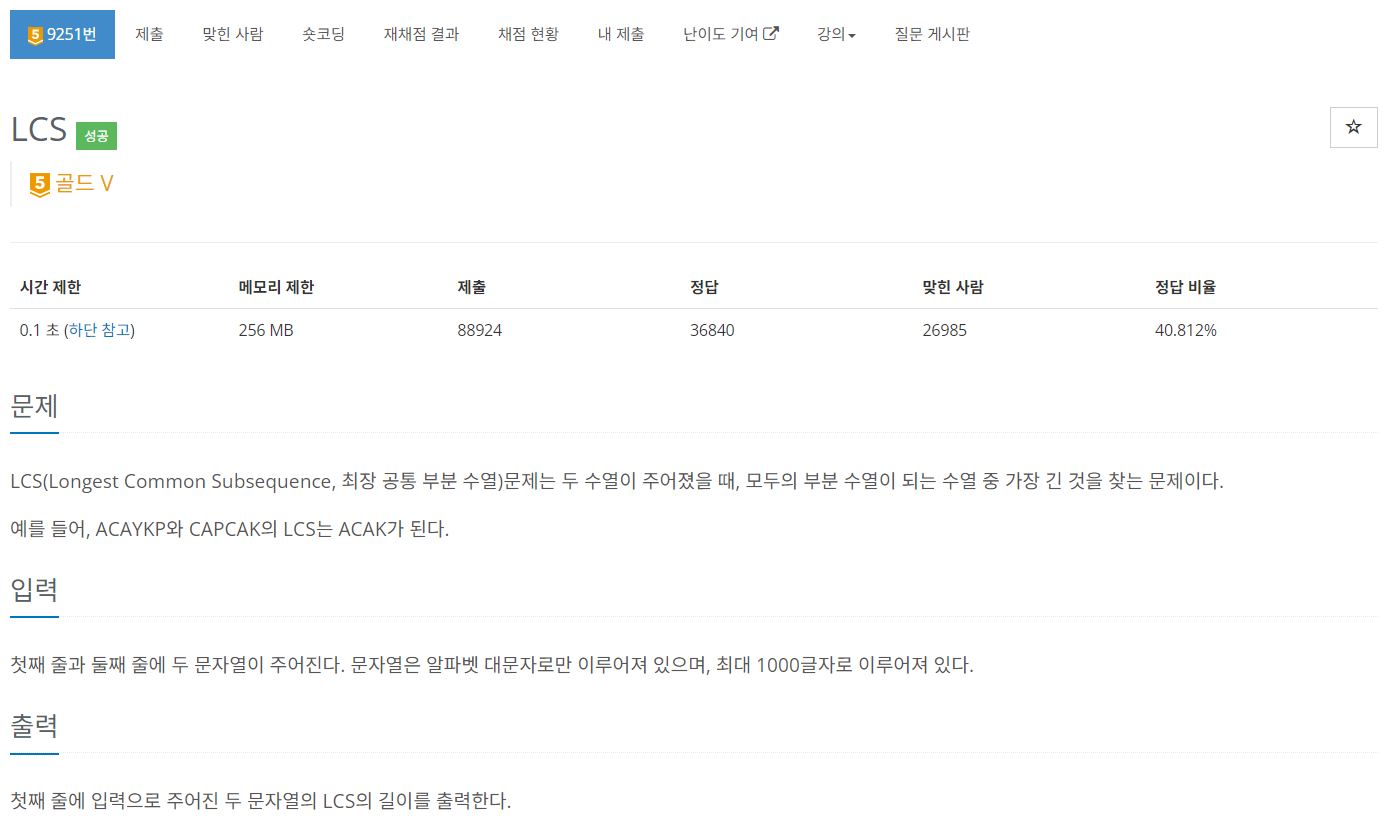 5 9251번 제출 맞힌 사람 숏코딩 재채점 결과 채점 현황 내 제출 난이도 기여 강의 질문 게시판
LCS 성공
5 골드 V
시간 제한 메모리 제한 제출 정답 맞힌 사람 정답 비율
0.1 초 (하단 참고) 256 MB 88924 36840 26985 40.812%
문제
LCS(Longest Common Subsequence, 최장 공통 부분 수열)문제는 두 수열이 주어졌을 때, 모두의 부분 수열이 되는 수열 중 가장 긴 것을 찾는 문제이다.
예를 들어, ACAYKP와 CAPCAK의 LCS는 ACAK가 된다.
입력
첫째 줄과 둘째 줄에 두 문자열이 주어진다. 문자열은 알파벳 대문자로만 이루어져 있으며, 최대 1000글자로 이루어져 있다.
출력
첫째 줄에 입력으로 주어진 두 문자열의 LCS의 길이를 출력한다.